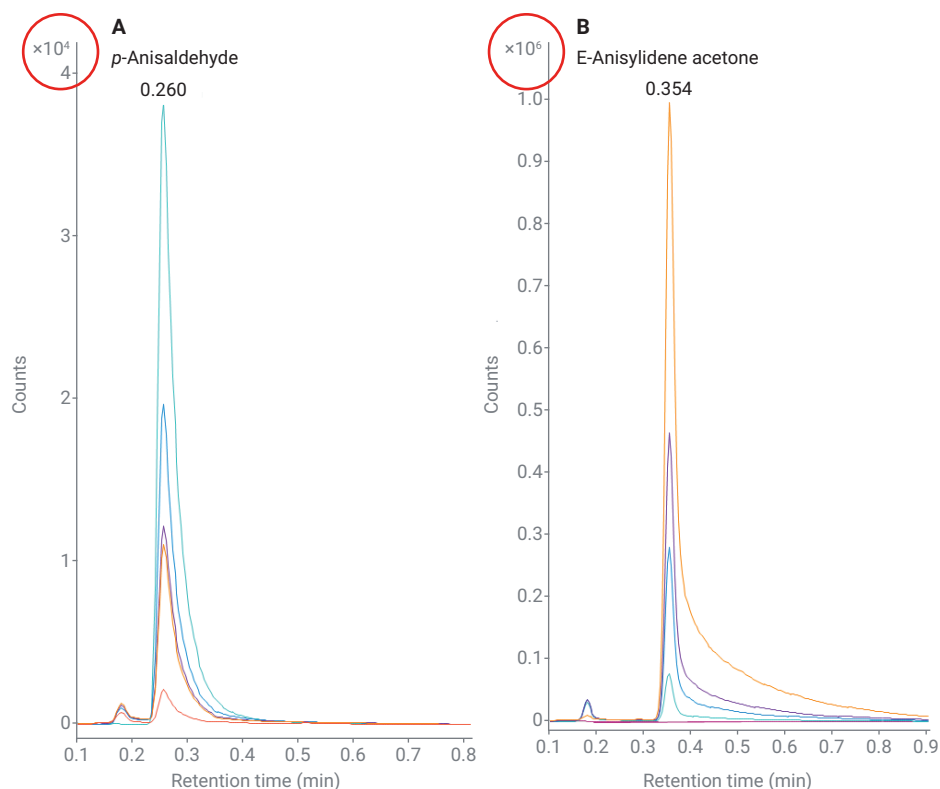 A
×10⁴
p-Anisaldehyde
4
0.260
3
Counts
2
1
0
0.1 0.2 0.3 0.4 0.5 0.6 0.7 0.8
Retention time (min)
B
×10⁶
E-Anisylidene acetone
0.354
1.0
0.9
0.8
0.7
0.6
Counts
0.5
0.4
0.3
0.2
0.1
0
0.1 0.2 0.3 0.4 0.5 0.6 0.7 0.8 0.9
Retention time (min)